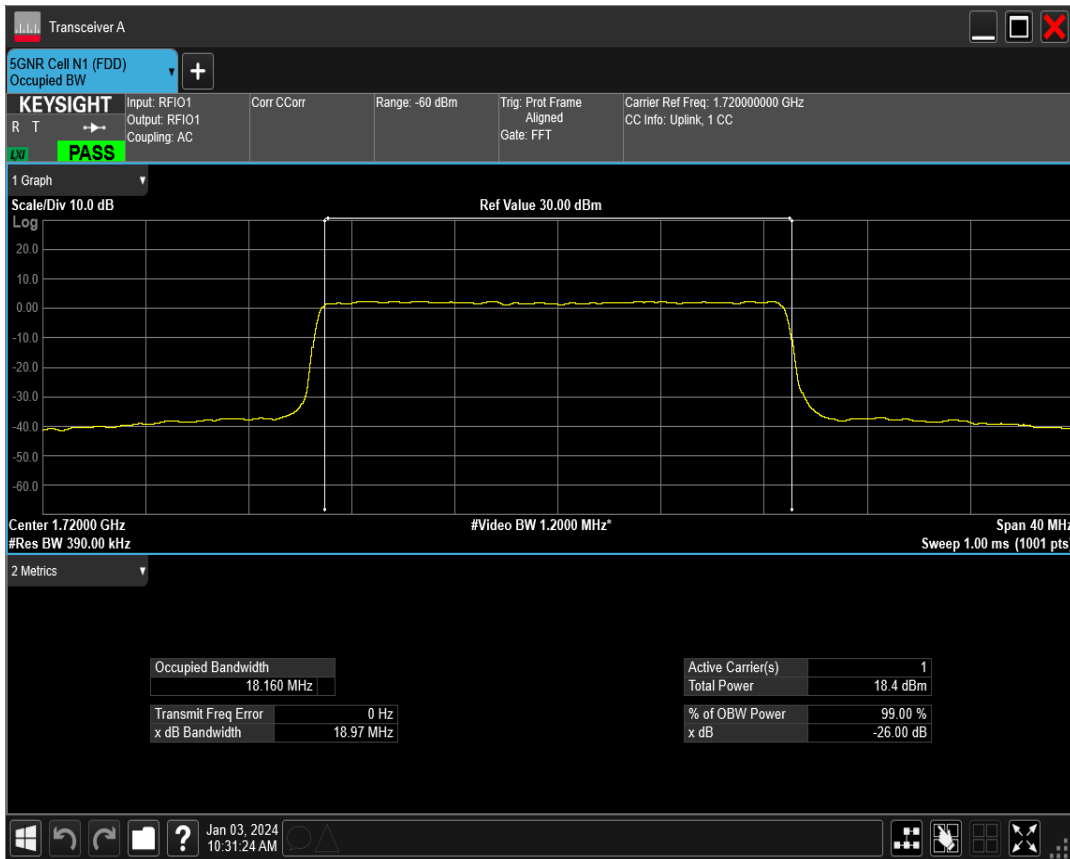 Transceiver A
5GNR Cell N1 (FDD)
Occupied BW
+
KEYSIGHT
R T
LXI
PASS
Input: RFIO1
Output: RFIO1
Coupling: AC
Corr CCorr
Range: -60 dBm
Trig: Prot Frame
Aligned
Gate: FFT
Carrier Ref Freq: 1.720000000 GHz
CC Info: Uplink, 1 CC
1 Graph
Scale/Div 10.0 dB
Ref Value 30.00 dBm
Log
20.0
10.0
0.00
-10.0
-20.0
-30.0
-40.0
-50.0
-60.0
Center 1.72000 GHz
#Video BW 1.2000 MHz*
Span 40 MHz
#Res BW 390.00 kHz
Sweep 1.00 ms (1001 pts)
2 Metrics
Occupied Bandwidth
18.160 MHz
Transmit Freq Error 0 Hz
x dB Bandwidth 18.97 MHz
Active Carrier(s) 1
Total Power 18.4 dBm
% of OBW Power 99.00 %
x dB -26.00 dB
?
Jan 03, 2024
10:31:24 AM